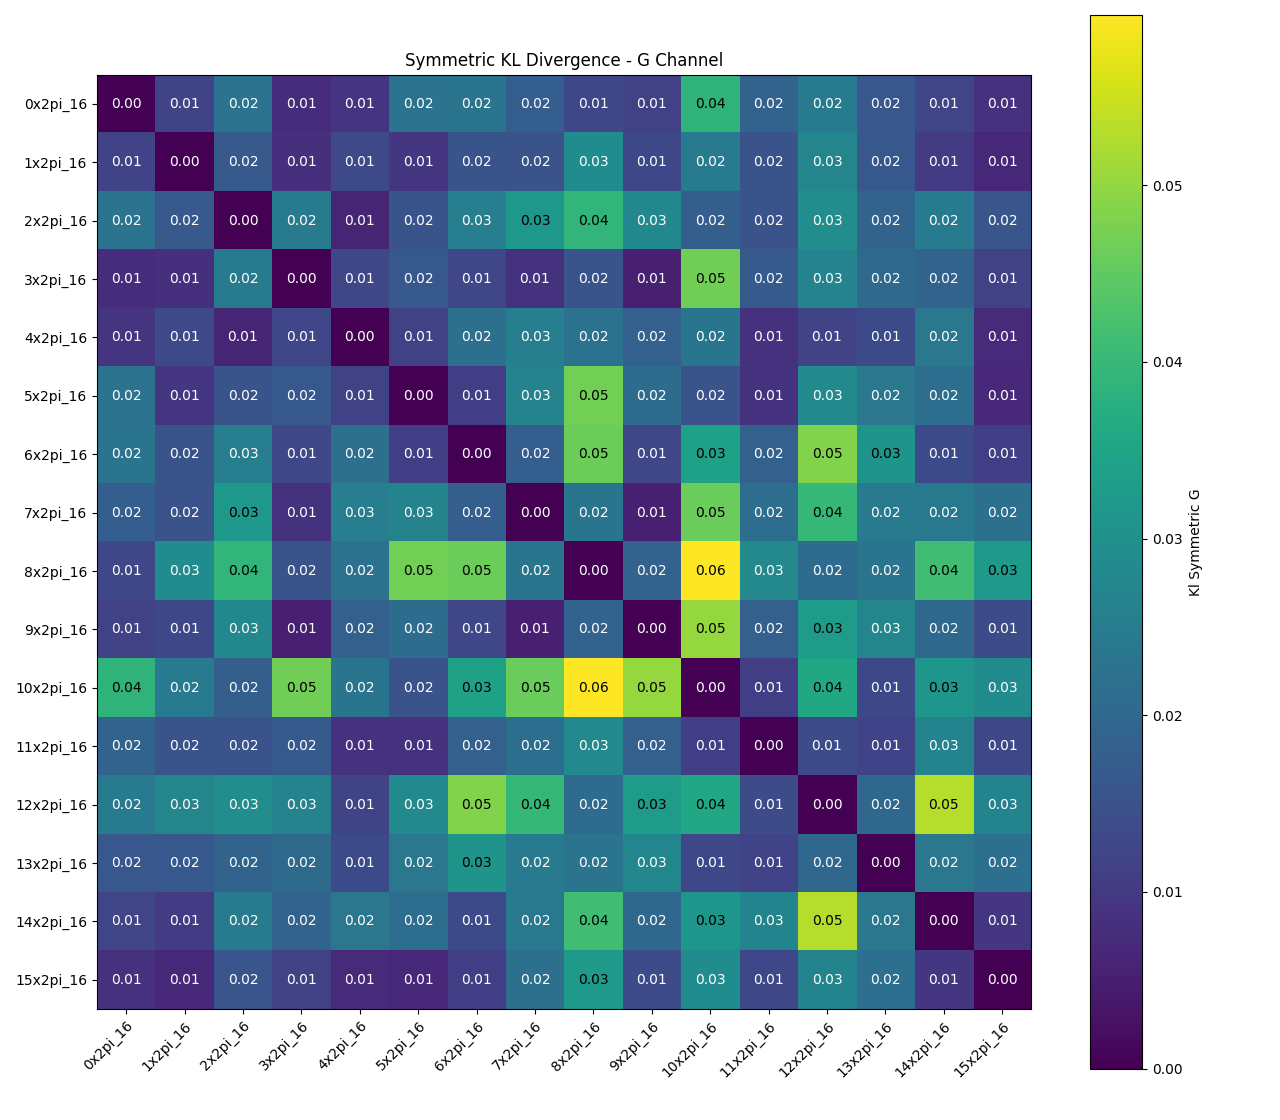 Symmetric KL Divergence - G Channel
0x2pi_16 0.00 0.01 0.02 0.01 0.01 0.02 0.02 0.02 0.01 0.01 0.04 0.02 0.02 0.02 0.01 0.01
1x2pi_16 0.01 0.00 0.02 0.01 0.01 0.01 0.02 0.02 0.03 0.01 0.02 0.02 0.03 0.02 0.01 0.01
2x2pi_16 0.02 0.02 0.00 0.02 0.01 0.02 0.03 0.03 0.04 0.03 0.02 0.02 0.03 0.02 0.02 0.02
3x2pi_16 0.01 0.01 0.02 0.00 0.01 0.02 0.01 0.01 0.02 0.01 0.05 0.02 0.03 0.02 0.02 0.01
4x2pi_16 0.01 0.01 0.01 0.01 0.00 0.01 0.02 0.03 0.02 0.02 0.02 0.01 0.01 0.01 0.02 0.01
5x2pi_16 0.02 0.01 0.02 0.02 0.01 0.00 0.01 0.03 0.05 0.02 0.02 0.01 0.03 0.02 0.02 0.01
6x2pi_16 0.02 0.02 0.03 0.01 0.02 0.01 0.00 0.02 0.05 0.01 0.03 0.02 0.05 0.03 0.01 0.01
7x2pi_16 0.02 0.02 0.03 0.01 0.03 0.03 0.02 0.00 0.02 0.01 0.05 0.02 0.04 0.02 0.02 0.02
8x2pi_16 0.01 0.03 0.04 0.02 0.02 0.05 0.05 0.02 0.00 0.02 0.06 0.03 0.02 0.02 0.04 0.03
9x2pi_16 0.01 0.01 0.03 0.01 0.02 0.02 0.01 0.01 0.02 0.00 0.05 0.02 0.03 0.03 0.02 0.01
10x2pi_16 0.04 0.02 0.02 0.05 0.02 0.02 0.03 0.05 0.06 0.05 0.00 0.01 0.04 0.01 0.03 0.03
11x2pi_16 0.02 0.02 0.02 0.02 0.01 0.01 0.02 0.02 0.03 0.02 0.01 0.00 0.01 0.01 0.03 0.01
12x2pi_16 0.02 0.03 0.03 0.03 0.01 0.03 0.05 0.04 0.02 0.03 0.04 0.01 0.00 0.02 0.05 0.03
13x2pi_16 0.02 0.02 0.02 0.02 0.01 0.02 0.03 0.02 0.02 0.03 0.01 0.01 0.02 0.00 0.02 0.02
14x2pi_16 0.01 0.01 0.02 0.02 0.02 0.02 0.01 0.02 0.04 0.02 0.03 0.03 0.05 0.02 0.00 0.01
15x2pi_16 0.01 0.01 0.02 0.01 0.01 0.01 0.01 0.02 0.03 0.01 0.03 0.01 0.03 0.02 0.01 0.00
0x2pi_16 1x2pi_16 2x2pi_16 3x2pi_16 4x2pi_16 5x2pi_16 6x2pi_16 7x2pi_16 8x2pi_16 9x2pi_16 10x2pi_16 11x2pi_16 12x2pi_16 13x2pi_16 14x2pi_16 15x2pi_16
0.05
0.04
0.03
0.02
0.01
0.00
Kl Symmetric G